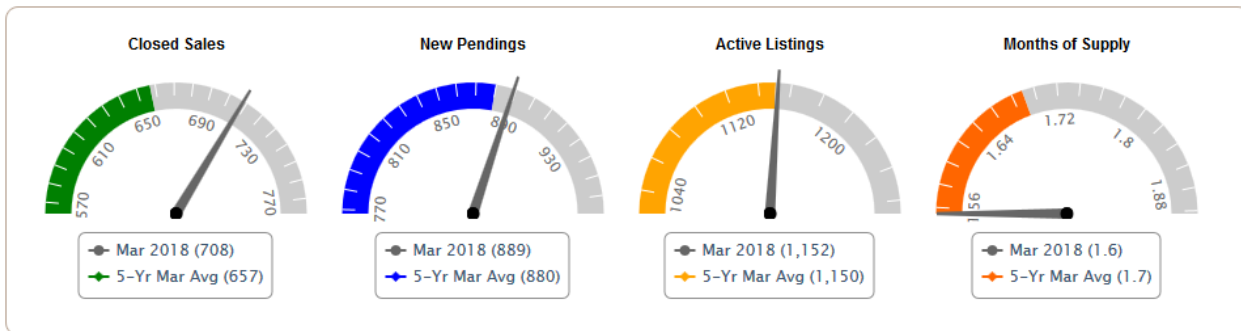 Closed Sales
570
610
650
690
730
770
Mar 2018 (708)
5-Yr Mar Avg (657)
New Pendings
770
810
850
890
930
Mar 2018 (889)
5-Yr Mar Avg (880)
Active Listings
1040
1120
1200
Mar 2018 (1,152)
5-Yr Mar Avg (1,150)
Months of Supply
1.56
1.64
1.72
1.8
1.88
Mar 2018 (1.6)
5-Yr Mar Avg (1.7)